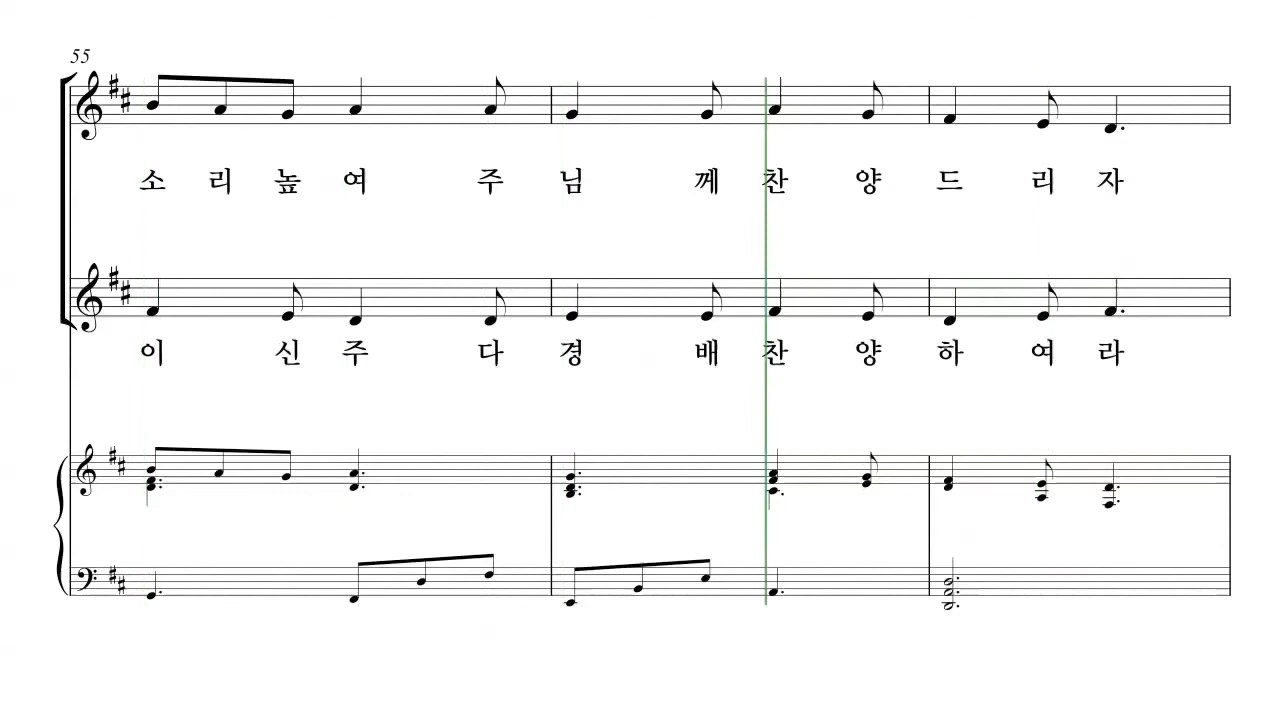 55
소 리 높 여 주 님 께 찬 양 드 리 자
이 신 주 다 경 배 찬 양 하 여 라